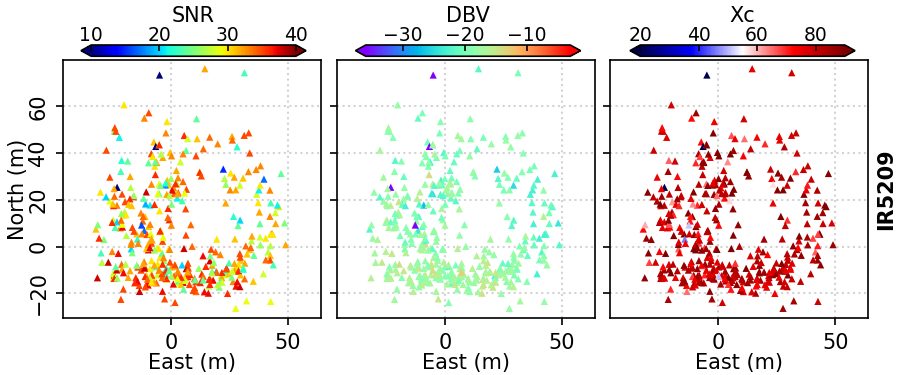 SNR
10 20 30 40
DBV
−30 −20 −10
Xc
20 40 60 80
North (m)
60
40
20
0
−20
0 50
East (m)
0 50
East (m)
0 50
East (m)
IR5209